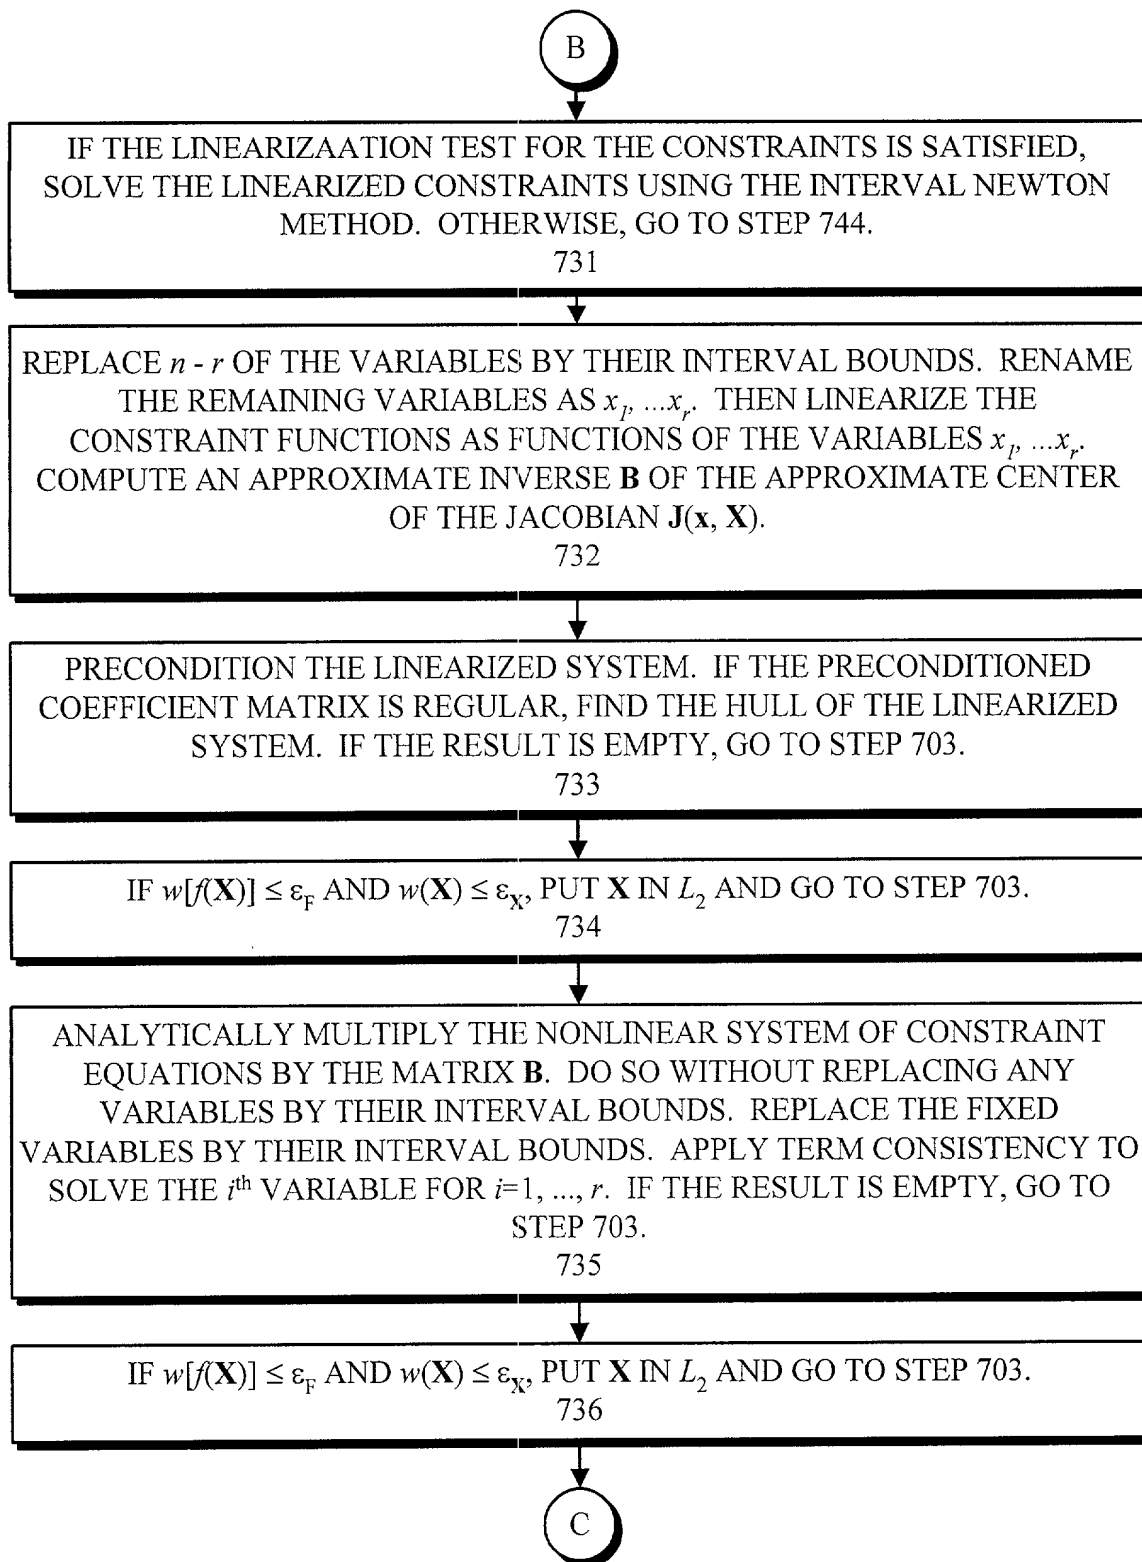 B
IF THE LINEARIZAATION TEST FOR THE CONSTRAINTS IS SATISFIED,
SOLVE THE LINEARIZED CONSTRAINTS USING THE INTERVAL NEWTON
METHOD. OTHERWISE, GO TO STEP 744.
731
REPLACE n - r OF THE VARIABLES BY THEIR INTERVAL BOUNDS. RENAME
THE REMAINING VARIABLES AS x₁, ...xᵣ. THEN LINEARIZE THE
CONSTRAINT FUNCTIONS AS FUNCTIONS OF THE VARIABLES x₁, ...xᵣ.
COMPUTE AN APPROXIMATE INVERSE B OF THE APPROXIMATE CENTER
OF THE JACOBIAN J(x, X).
732
PRECONDITION THE LINEARIZED SYSTEM. IF THE PRECONDITIONED
COEFFICIENT MATRIX IS REGULAR, FIND THE HULL OF THE LINEARIZED
SYSTEM. IF THE RESULT IS EMPTY, GO TO STEP 703.
733
IF w[f(X)] ≤ ε_F AND w(X) ≤ ε_X, PUT X IN L₂ AND GO TO STEP 703.
734
ANALYTICALLY MULTIPLY THE NONLINEAR SYSTEM OF CONSTRAINT
EQUATIONS BY THE MATRIX B. DO SO WITHOUT REPLACING ANY
VARIABLES BY THEIR INTERVAL BOUNDS. REPLACE THE FIXED
VARIABLES BY THEIR INTERVAL BOUNDS. APPLY TERM CONSISTENCY TO
SOLVE THE iᵗʰ VARIABLE FOR i=1, ..., r. IF THE RESULT IS EMPTY, GO TO
STEP 703.
735
IF w[f(X)] ≤ ε_F AND w(X) ≤ ε_X, PUT X IN L₂ AND GO TO STEP 703.
736
C